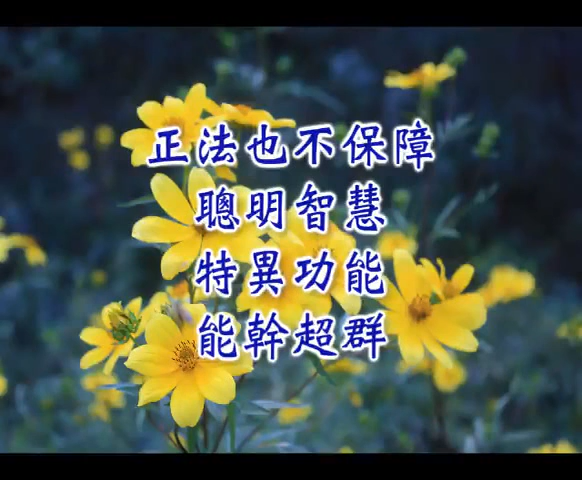 正法也不保障
聰明智慧
特異功能
能幹超群